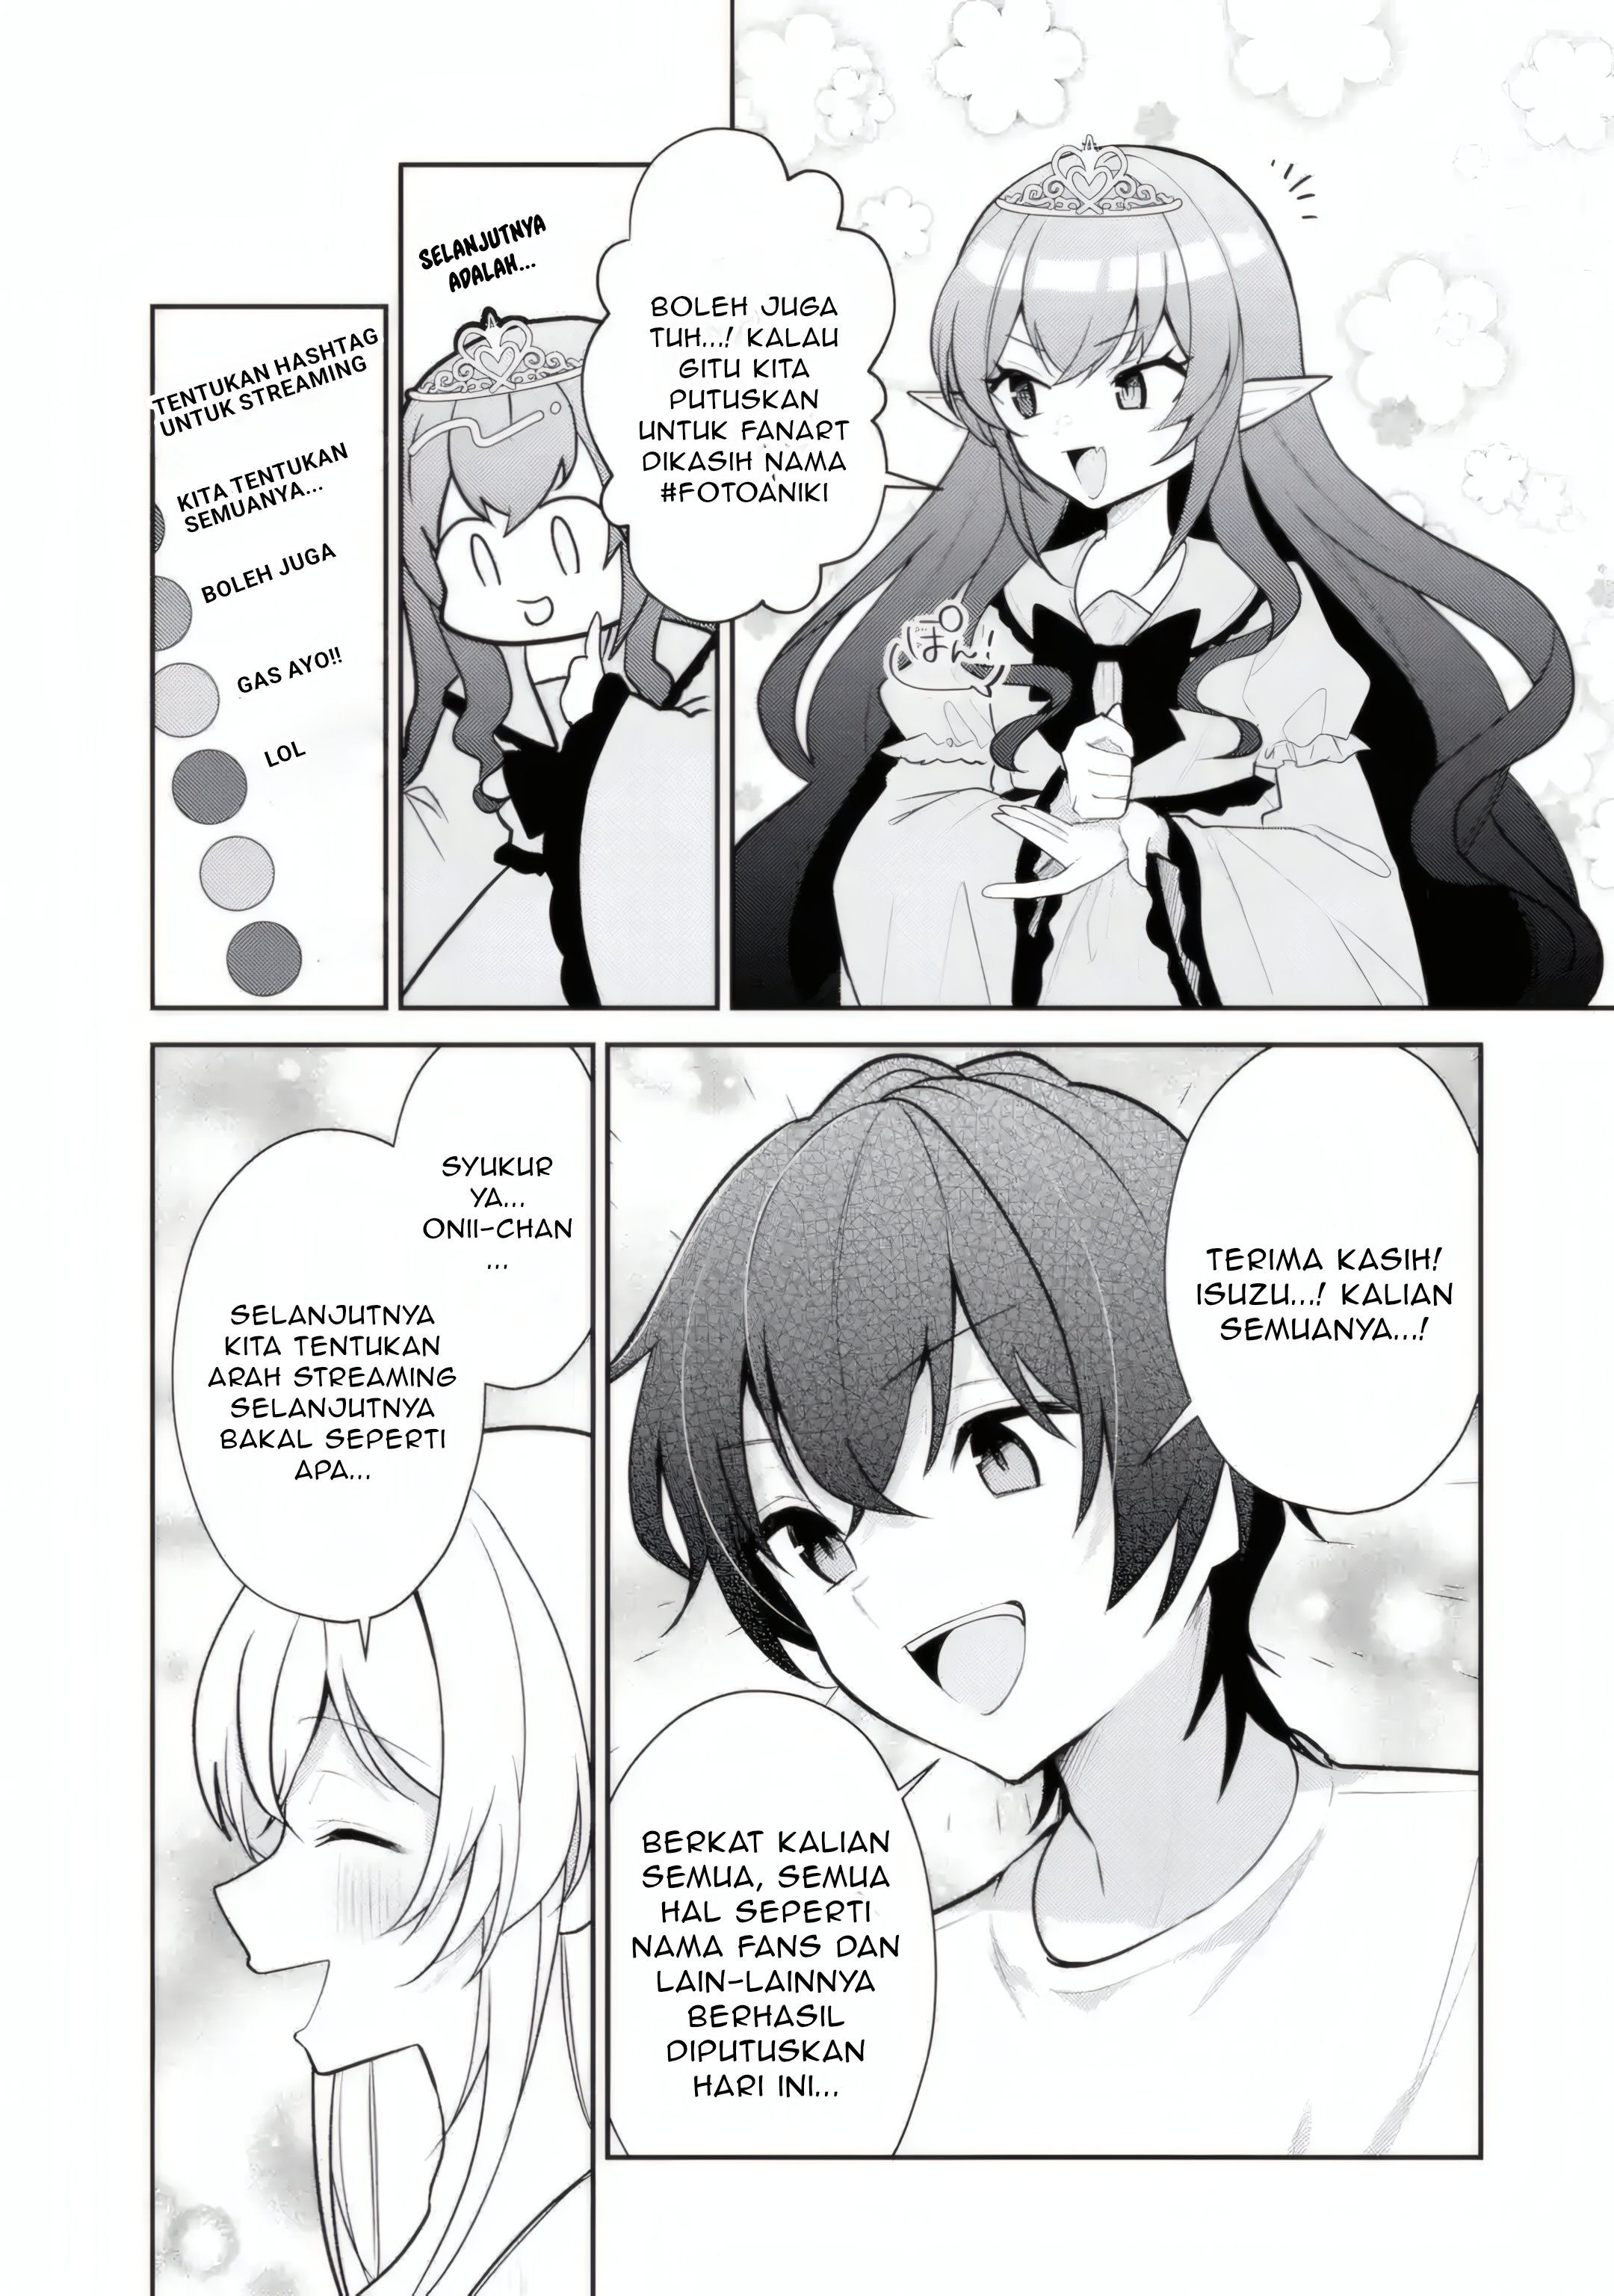 BOLEH JUGA
TUH...! KALAU
GITU KITA
PUTUSKAN
UNTUK FANART
DIKASIH NAMA
#FOTOANIKI
ぽん!
SELANJUTNYA
ADALAH...
TENTUKAN HASHTAG
UNTUK STREAMING
KITA TENTUKAN
SEMUANYA...
BOLEH JUGA
GAS AYO!!
LOL
TERIMA KASIH!
ISUZU...! KALIAN
SEMUANYA...!
BERKAT KALIAN
SEMUA, SEMUA
HAL SEPERTI
NAMA FANS DAN
LAIN-LAINNYA
BERHASIL
DIPUTUSKAN
HARI INI...
SYUKUR
YA...
ONII-CHAN
...
SELANJUTNYA
KITA TENTUKAN
ARAH STREAMING
SELANJUTNYA
BAKAL SEPERTI
APA...